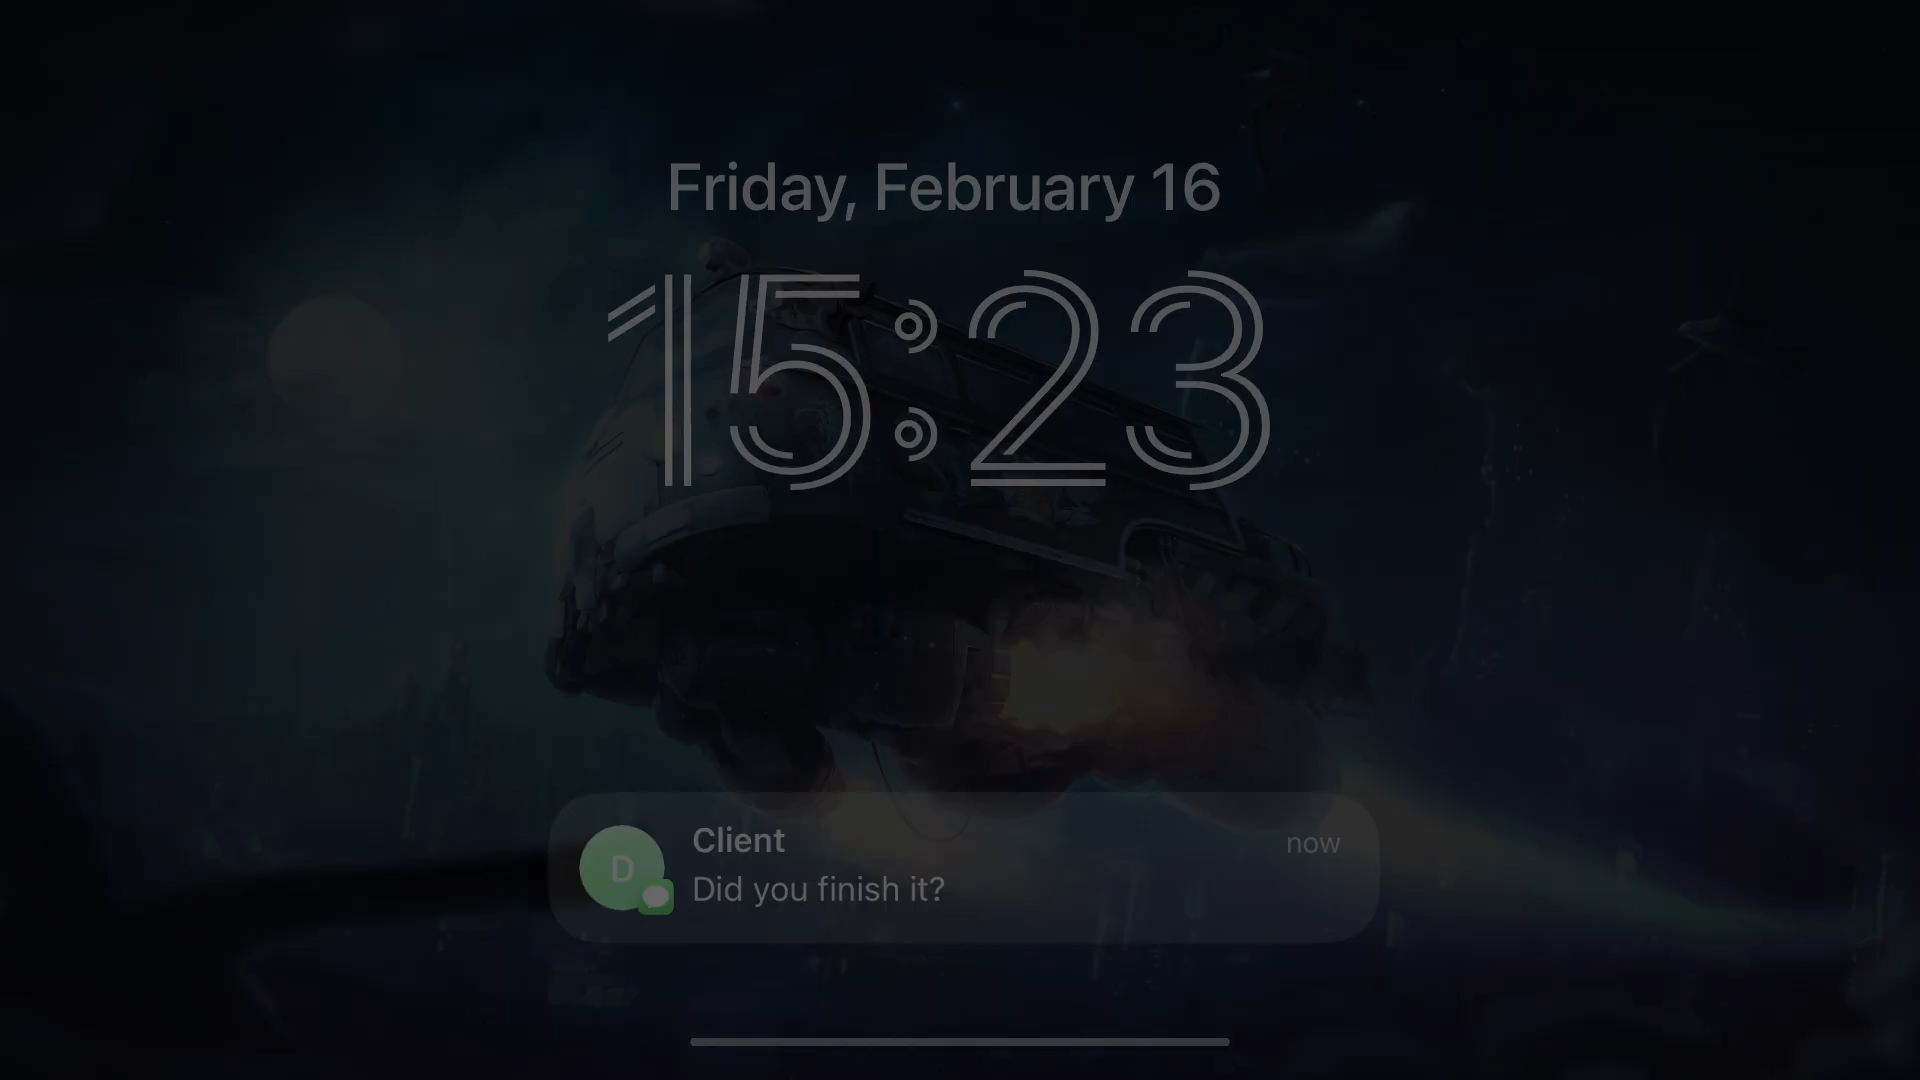 Friday, February 16
15:23
Client
now
D
Did you finish it?